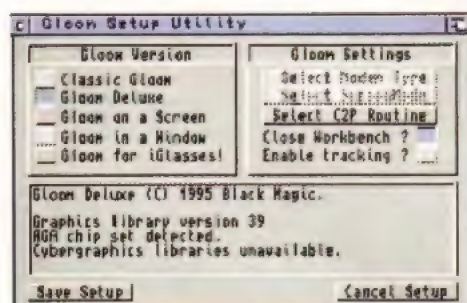 Gloom Setup Utility
Gloom Version
Classic Gloom
Gloom Deluxe
Gloom on a Screen
Gloom in a Window
Gloom for iGlasses!
Gloom Settings
Select Modem Type
Select ScreenMode
Select C2P Routine
Close Workbench ?
Enable tracking ?
Gloom Deluxe (C) 1995 Black Magic.
Graphics library version 39
AGA chip set detected.
Cybergraphics libraries unavailable.
Save Setup
Cancel Setup